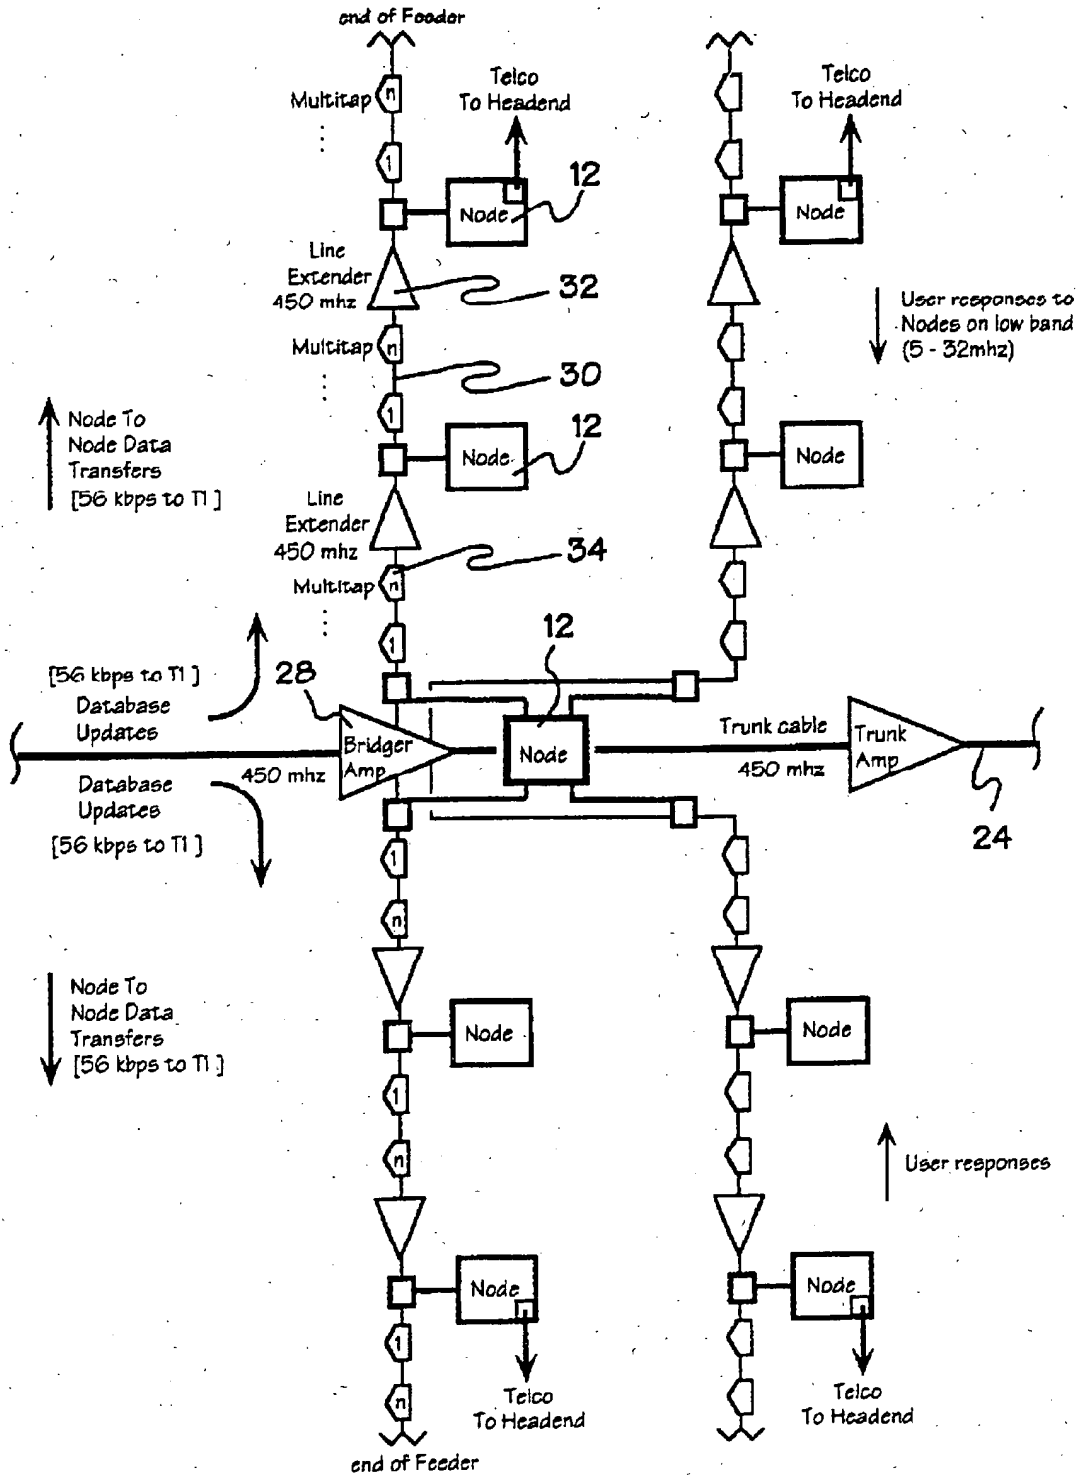 end of Feeder
Multitap
n
Telco
To Headend
Telco
To Headend
1
Node
12
Node
Line
Extender
450 mhz
32
User responses to
Nodes on low band
(5 - 32mhz)
Multitap
n
30
1
12
Node To
Node Data
Transfers
[56 kbps to T1]
Node
Node
Line
Extender
450 mhz
34
Multitap
n
12
1
[56 kbps to T1]
Database
Updates
28
Bridger
Amp
Node
Trunk cable
450 mhz
Trunk
Amp
450 mhz
Database
Updates
[56 kbps to T1]
24
1
n
Node To
Node Data
Transfers
[56 kbps to T1]
Node
Node
1
n
User responses
Node
Node
1
n
Telco
To Headend
Telco
To Headend
end of Feeder